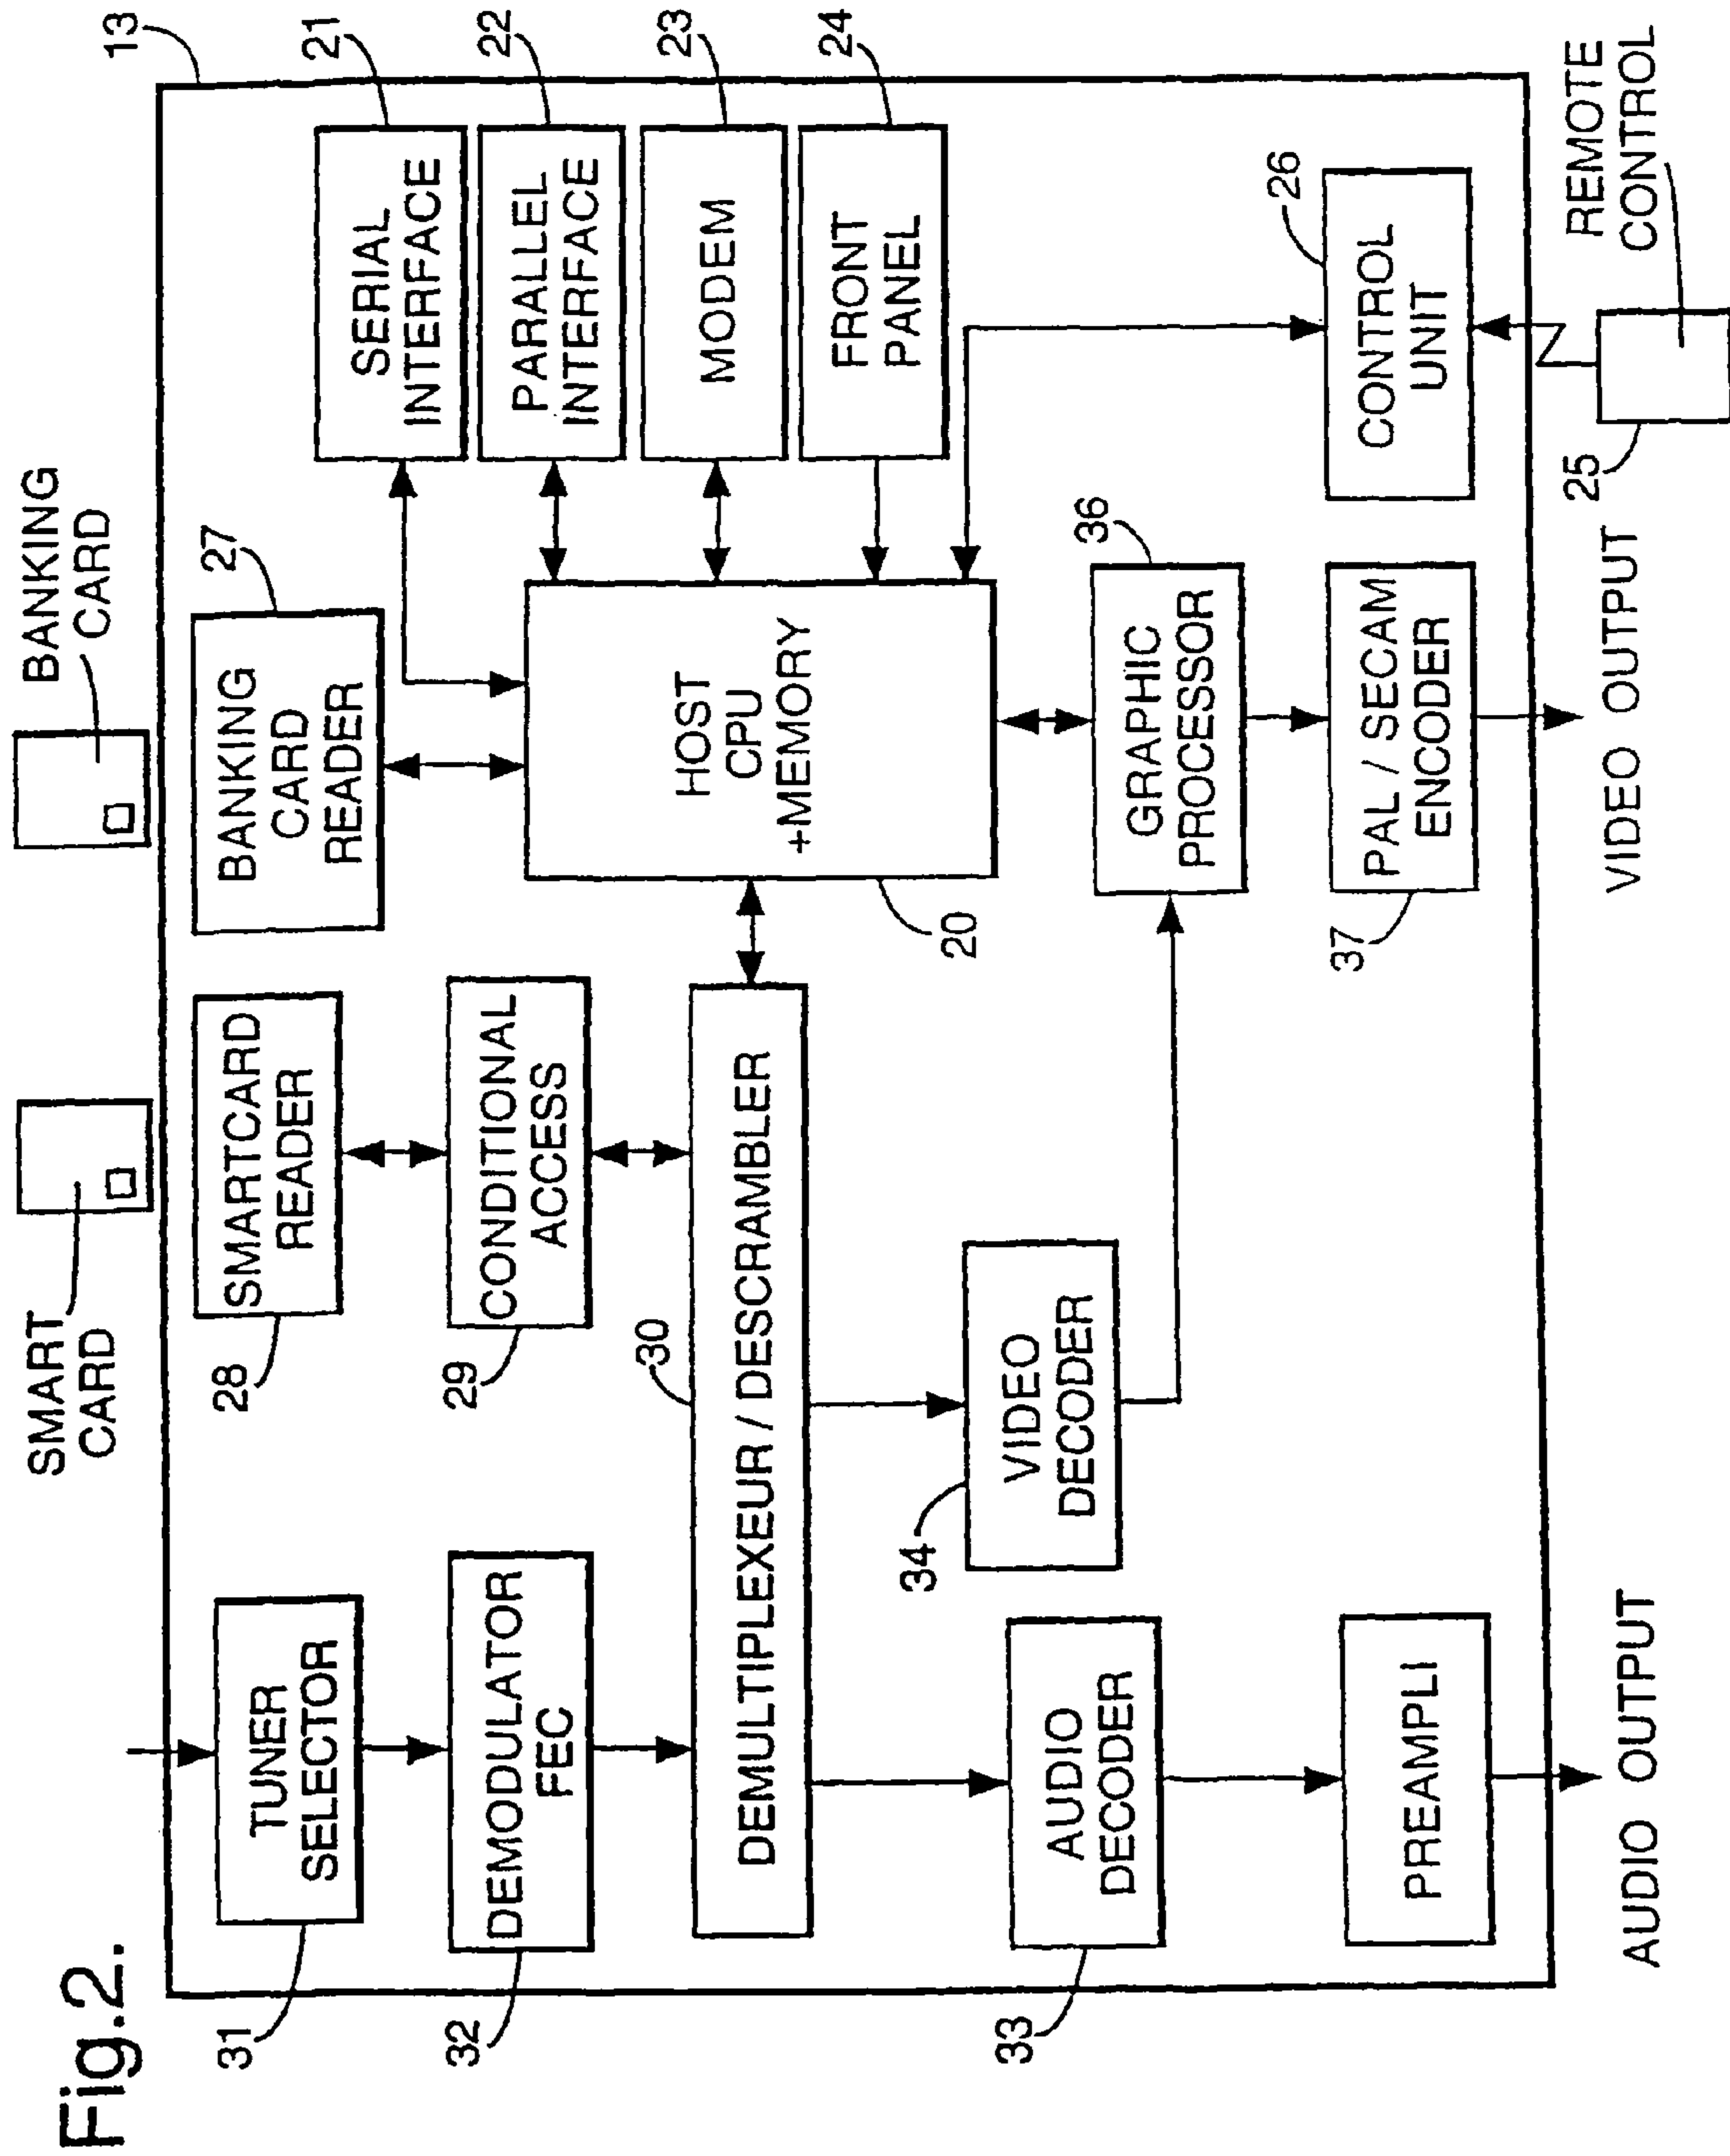 Fig.2.
SMART
CARD
BANKING
CARD
13
31
TUNER
SELECTOR
28
SMARTCARD
READER
27
BANKING
CARD
READER
21
SERIAL
INTERFACE
22
PARALLEL
INTERFACE
23
MODEM
24
FRONT
PANEL
32
DEMODULATOR
FEC
29
CONDITIONAL
ACCESS
30
DEMULTIPLEXEUR / DESCRAMBLER
20
HOST
CPU
+MEMORY
33
AUDIO
DECODER
34
VIDEO
DECODER
36
GRAPHIC
PROCESSOR
26
CONTROL
UNIT
PREAMPLI
37
PAL / SECAM
ENCODER
25
REMOTE
CONTROL
AUDIO OUTPUT
VIDEO OUTPUT